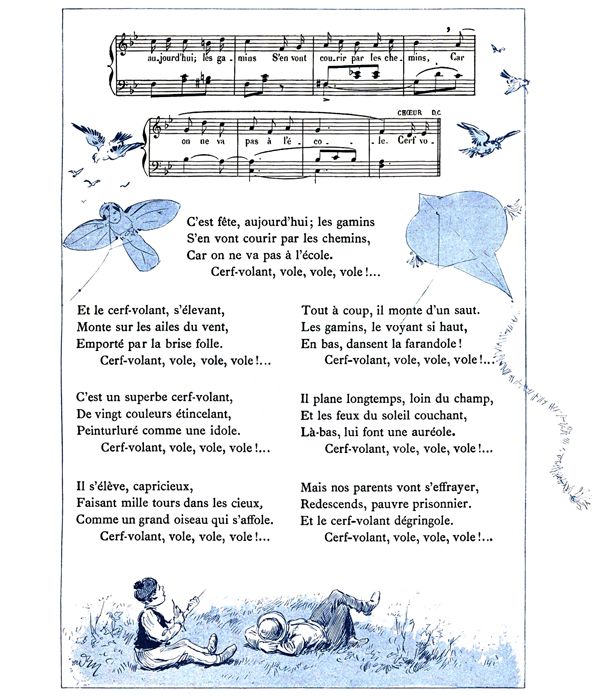 au_jourd'hui; les ga - mins S'en vont cou_rir par les che - mins, Car
CHŒUR D.C.
on ne va pas à l'é - co - le. Cerf vo -
C'est fête, aujourd'hui; les gamins
S'en vont courir par les chemins,
Car on ne va pas à l'école.
Cerf-volant, vole, vole, vole !...
Et le cerf-volant, s'élevant,
Monte sur les ailes du vent,
Emporté par la brise folle.
Cerf-volant, vole, vole, vole !...
C'est un superbe cerf-volant,
De vingt couleurs étincelant,
Peinturluré comme une idole.
Cerf-volant, vole, vole, vole !...
Il s'élève, capricieux,
Faisant mille tours dans les cieux,
Comme un grand oiseau qui s'affole.
Cerf-volant, vole, vole, vole !...
Tout à coup, il monte d'un saut.
Les gamins, le voyant si haut,
En bas, dansent la farandole !
Cerf-volant, vole, vole, vole !...
Il plane longtemps, loin du champ,
Et les feux du soleil couchant,
Là-bas, lui font une auréole.
Cerf-volant, vole, vole, vole !...
Mais nos parents vont s'effrayer,
Redescends, pauvre prisonnier.
Et le cerf-volant dégringole.
Cerf-volant, vole, vole, vole !...